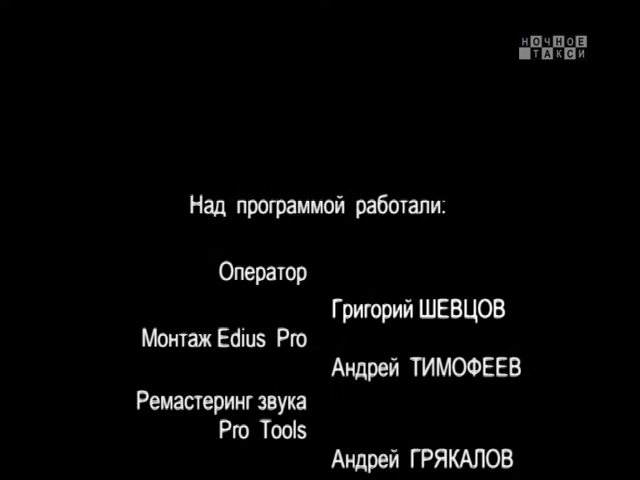 НОЧНОЕ
ТАКСИ
Над программой работали:
Оператор
Григорий ШЕВЦОВ
Монтаж Edius Pro
Андрей ТИМОФЕЕВ
Ремастеринг звука
Pro Tools
Андрей ГРЯКАЛОВ